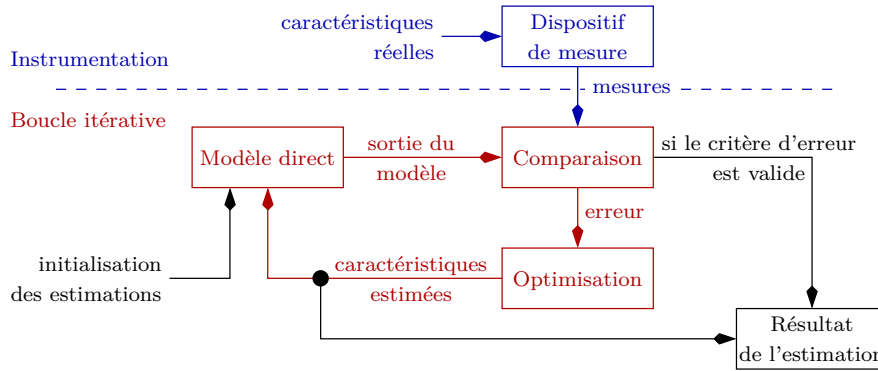 caractéristiques
réelles
Dispositif
de mesure
Instrumentation
mesures
Boucle itérative
Modèle direct
sortie du
modèle
Comparaison
si le critère d'erreur
est valide
erreur
initialisation
des estimations
caractéristiques
estimées
Optimisation
Résultat
de l'estimation